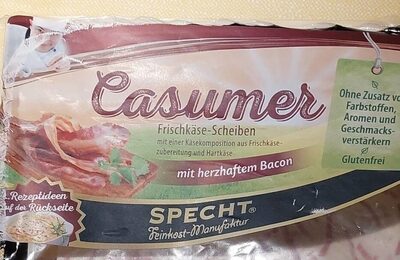 Casumer
Frischkäse-Scheiben
mit einer Käsekomposition aus Frischkäse-
zubereitung und Hartkäse
mit herzhaftem Bacon
Ohne Zusatz von
Farbstoffen,
Aromen und
Geschmacks-
verstärkern
Glutenfrei
Rezeptideen
auf der Rückseite
SPECHT®
Feinkost-Manufaktur